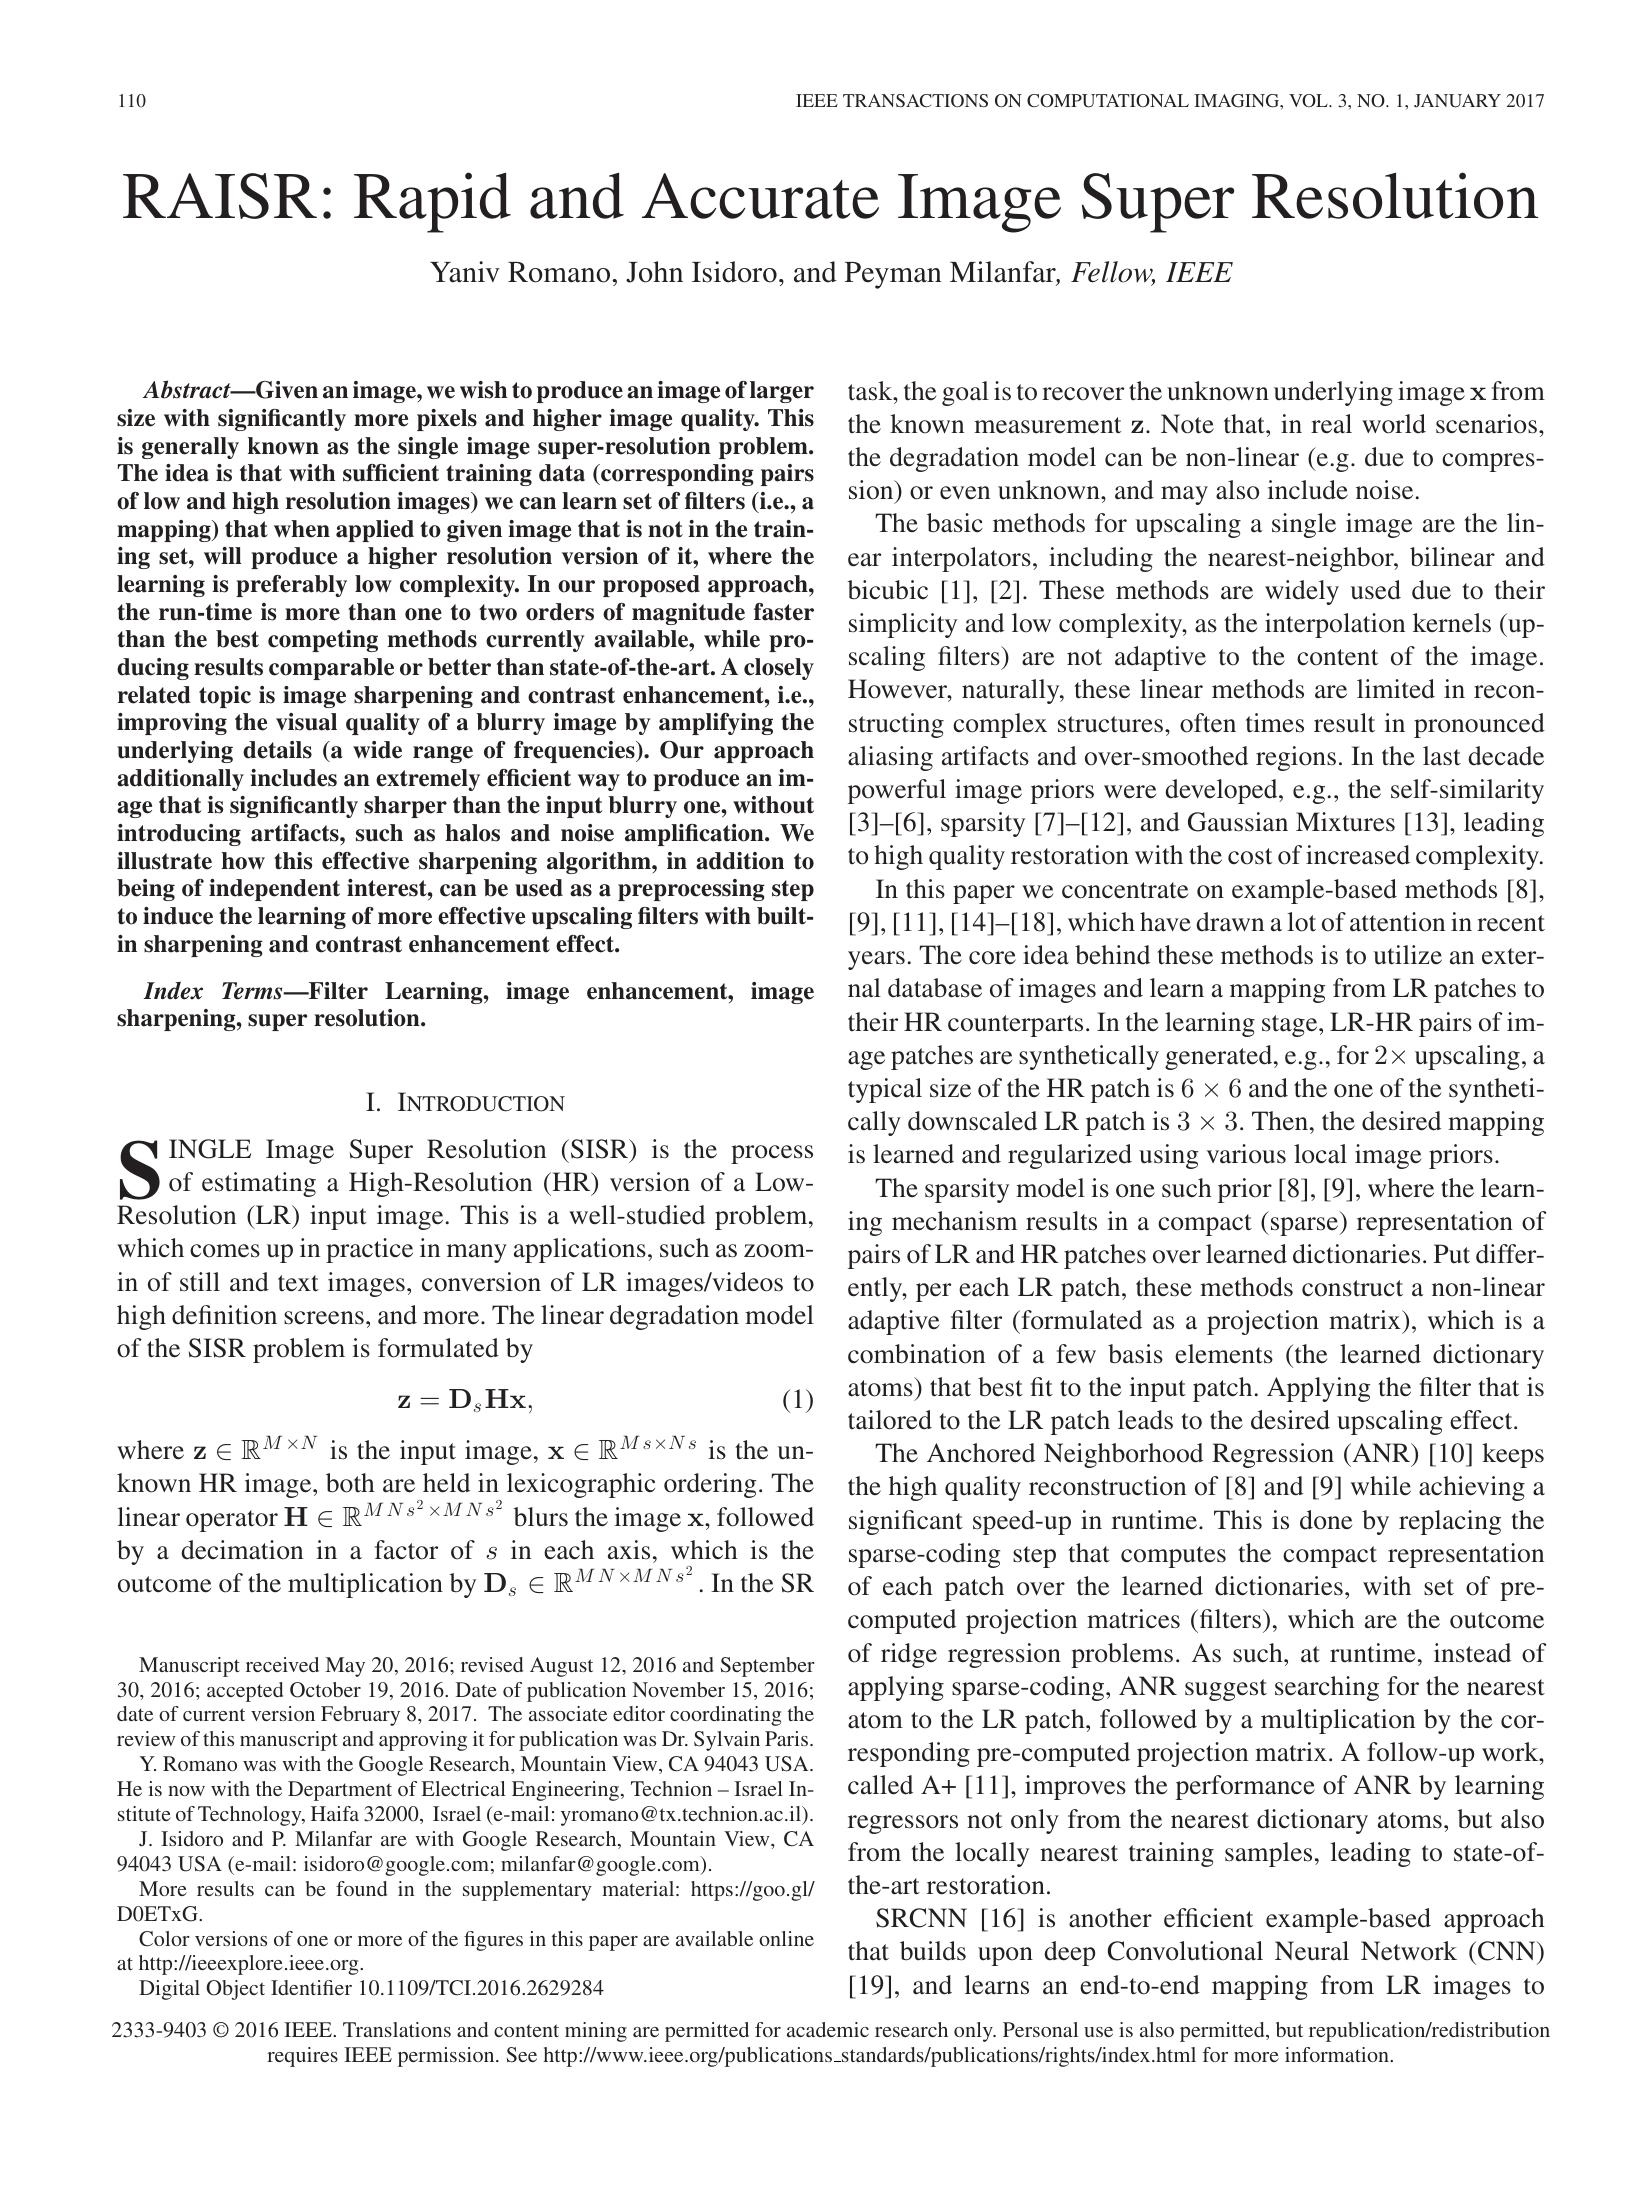 110
IEEE TRANSACTIONS ON COMPUTATIONAL IMAGING, VOL. 3, NO. 1, JANUARY 2017
RAISR: Rapid and Accurate Image Super Resolution
Yaniv Romano, John Isidoro, and Peyman Milanfar, Fellow, IEEE
Abstract—Given an image, we wish to produce an image of larger
size with significantly more pixels and higher image quality. This
is generally known as the single image super-resolution problem.
The idea is that with sufficient training data (corresponding pairs
of low and high resolution images) we can learn set of filters (i.e., a
mapping) that when applied to given image that is not in the train-
ing set, will produce a higher resolution version of it, where the
learning is preferably low complexity. In our proposed approach,
the run-time is more than one to two orders of magnitude faster
than the best competing methods currently available, while pro-
ducing results comparable or better than state-of-the-art. A closely
related topic is image sharpening and contrast enhancement, i.e.,
improving the visual quality of a blurry image by amplifying the
underlying details (a wide range of frequencies). Our approach
additionally includes an extremely efficient way to produce an im-
age that is significantly sharper than the input blurry one, without
introducing artifacts, such as halos and noise amplification. We
illustrate how this effective sharpening algorithm, in addition to
being of independent interest, can be used as a preprocessing step
to induce the learning of more effective upscaling filters with built-
in sharpening and contrast enhancement effect.
Index Terms—Filter Learning, image enhancement, image
sharpening, super resolution.
I. INTRODUCTION
SINGLE Image Super Resolution (SISR) is the process
of estimating a High-Resolution (HR) version of a Low-
Resolution (LR) input image. This is a well-studied problem,
which comes up in practice in many applications, such as zoom-
in of still and text images, conversion of LR images/videos to
high definition screens, and more. The linear degradation model
of the SISR problem is formulated by
z = D_s Hx, (1)
where z ∈ ℝ^{M×N} is the input image, x ∈ ℝ^{Ms×Ns} is the un-
known HR image, both are held in lexicographic ordering. The
linear operator H ∈ ℝ^{MNs²×MNs²} blurs the image x, followed
by a decimation in a factor of s in each axis, which is the
outcome of the multiplication by D_s ∈ ℝ^{MN×MNs²}. In the SR
Manuscript received May 20, 2016; revised August 12, 2016 and September
30, 2016; accepted October 19, 2016. Date of publication November 15, 2016;
date of current version February 8, 2017. The associate editor coordinating the
review of this manuscript and approving it for publication was Dr. Sylvain Paris.
Y. Romano was with the Google Research, Mountain View, CA 94043 USA.
He is now with the Department of Electrical Engineering, Technion – Israel In-
stitute of Technology, Haifa 32000, Israel (e-mail: yromano@tx.technion.ac.il).
J. Isidoro and P. Milanfar are with Google Research, Mountain View, CA
94043 USA (e-mail: isidoro@google.com; milanfar@google.com).
More results can be found in the supplementary material: https://goo.gl/
D0ETxG.
Color versions of one or more of the figures in this paper are available online
at http://ieeexplore.ieee.org.
Digital Object Identifier 10.1109/TCI.2016.2629284
task, the goal is to recover the unknown underlying image x from
the known measurement z. Note that, in real world scenarios,
the degradation model can be non-linear (e.g. due to compres-
sion) or even unknown, and may also include noise.
The basic methods for upscaling a single image are the lin-
ear interpolators, including the nearest-neighbor, bilinear and
bicubic [1], [2]. These methods are widely used due to their
simplicity and low complexity, as the interpolation kernels (up-
scaling filters) are not adaptive to the content of the image.
However, naturally, these linear methods are limited in recon-
structing complex structures, often times result in pronounced
aliasing artifacts and over-smoothed regions. In the last decade
powerful image priors were developed, e.g., the self-similarity
[3]–[6], sparsity [7]–[12], and Gaussian Mixtures [13], leading
to high quality restoration with the cost of increased complexity.
In this paper we concentrate on example-based methods [8],
[9], [11], [14]–[18], which have drawn a lot of attention in recent
years. The core idea behind these methods is to utilize an exter-
nal database of images and learn a mapping from LR patches to
their HR counterparts. In the learning stage, LR-HR pairs of im-
age patches are synthetically generated, e.g., for 2× upscaling, a
typical size of the HR patch is 6 × 6 and the one of the syntheti-
cally downscaled LR patch is 3 × 3. Then, the desired mapping
is learned and regularized using various local image priors.
The sparsity model is one such prior [8], [9], where the learn-
ing mechanism results in a compact (sparse) representation of
pairs of LR and HR patches over learned dictionaries. Put differ-
ently, per each LR patch, these methods construct a non-linear
adaptive filter (formulated as a projection matrix), which is a
combination of a few basis elements (the learned dictionary
atoms) that best fit to the input patch. Applying the filter that is
tailored to the LR patch leads to the desired upscaling effect.
The Anchored Neighborhood Regression (ANR) [10] keeps
the high quality reconstruction of [8] and [9] while achieving a
significant speed-up in runtime. This is done by replacing the
sparse-coding step that computes the compact representation
of each patch over the learned dictionaries, with set of pre-
computed projection matrices (filters), which are the outcome
of ridge regression problems. As such, at runtime, instead of
applying sparse-coding, ANR suggest searching for the nearest
atom to the LR patch, followed by a multiplication by the cor-
responding pre-computed projection matrix. A follow-up work,
called A+ [11], improves the performance of ANR by learning
regressors not only from the nearest dictionary atoms, but also
from the locally nearest training samples, leading to state-of-
the-art restoration.
SRCNN [16] is another efficient example-based approach
that builds upon deep Convolutional Neural Network (CNN)
[19], and learns an end-to-end mapping from LR images to
2333-9403 © 2016 IEEE. Translations and content mining are permitted for academic research only. Personal use is also permitted, but republication/redistribution
requires IEEE permission. See http://www.ieee.org/publications_standards/publications/rights/index.html for more information.